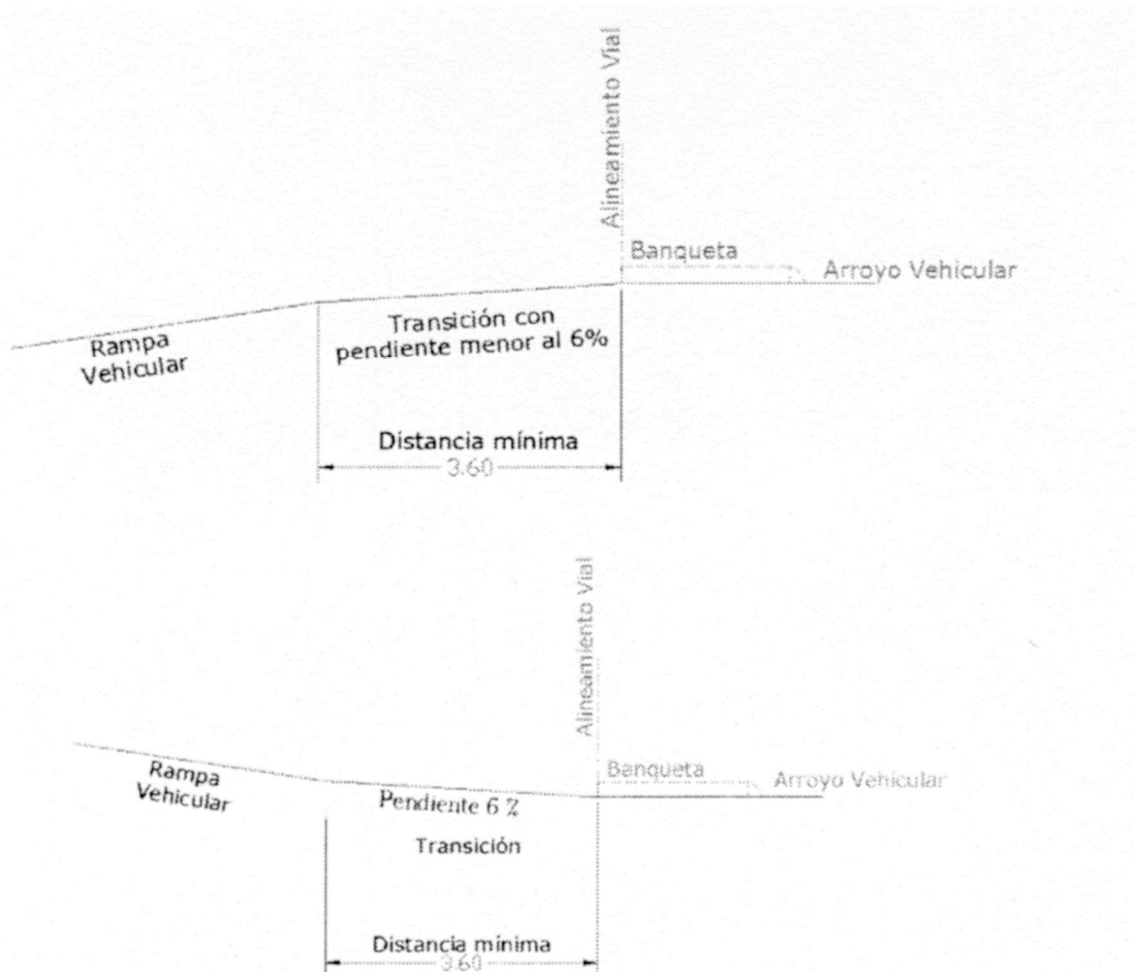 Alineamiento Vial
Banqueta
Arroyo Vehicular
Rampa
Vehicular
Transición con
pendiente menor al 6%
Distancia mínima
3.60
Alineamiento Vial
Banqueta
Arroyo Vehicular
Rampa
Vehicular
Pendiente 6 %
Transición
Distancia mínima
3.60